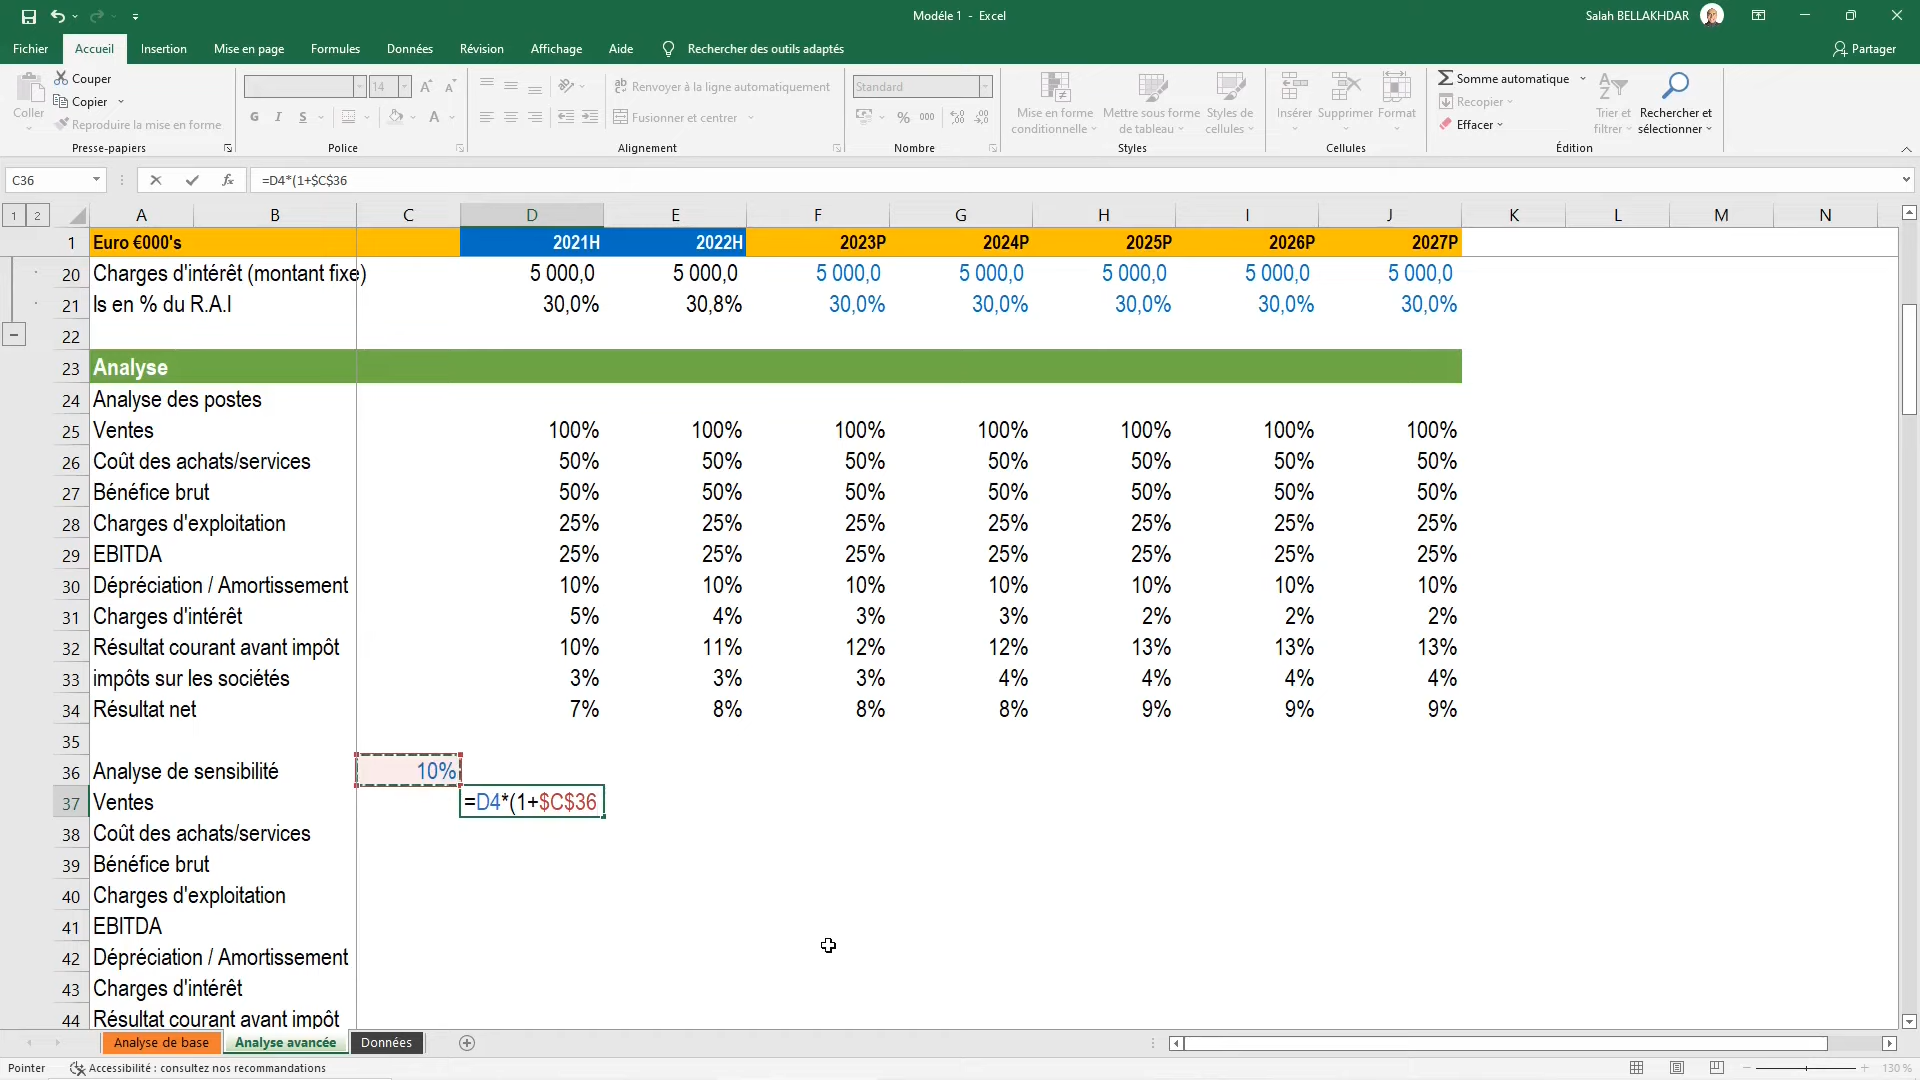 Modéle 1 - Excel
Salah BELLAKHDAR
Fichier Accueil Insertion Mise en page Formules Données Révision Affichage Aide Rechercher des outils adaptés Partager
Coller
Couper
Copier
Reproduire la mise en forme
Presse-papiers
14
G I S
Police
Renvoyer à la ligne automatiquement
Fusionner et centrer
Alignement
Standard
% 000
Nombre
Mise en forme conditionnelle
Mettre sous forme de tableau
Styles de cellules
Styles
Insérer Supprimer Format
Cellules
Somme automatique
Recopier
Effacer
Trier et filtrer
Rechercher et sélectionner
Édition
C36 fx =D4*(1+$C$36
1 2 A B C D E F G H I J K L M N
1 Euro €000's 2021H 2022H 2023P 2024P 2025P 2026P 2027P
20 Charges d'intérêt (montant fixe) 5 000,0 5 000,0 5 000,0 5 000,0 5 000,0 5 000,0 5 000,0
21 Is en % du R.A.I 30,0% 30,8% 30,0% 30,0% 30,0% 30,0% 30,0%
22
23 Analyse
24 Analyse des postes
25 Ventes 100% 100% 100% 100% 100% 100% 100%
26 Coût des achats/services 50% 50% 50% 50% 50% 50% 50%
27 Bénéfice brut 50% 50% 50% 50% 50% 50% 50%
28 Charges d'exploitation 25% 25% 25% 25% 25% 25% 25%
29 EBITDA 25% 25% 25% 25% 25% 25% 25%
30 Dépréciation / Amortissement 10% 10% 10% 10% 10% 10% 10%
31 Charges d'intérêt 5% 4% 3% 3% 2% 2% 2%
32 Résultat courant avant impôt 10% 11% 12% 12% 13% 13% 13%
33 impôts sur les sociétés 3% 3% 3% 4% 4% 4% 4%
34 Résultat net 7% 8% 8% 8% 9% 9% 9%
35
36 Analyse de sensibilité 10%
37 Ventes =D4*(1+$C$36
38 Coût des achats/services
39 Bénéfice brut
40 Charges d'exploitation
41 EBITDA
42 Dépréciation / Amortissement
43 Charges d'intérêt
44 Résultat courant avant impôt
Analyse de base Analyse avancée Données
Pointer Accessibilité : consultez nos recommandations 130 %